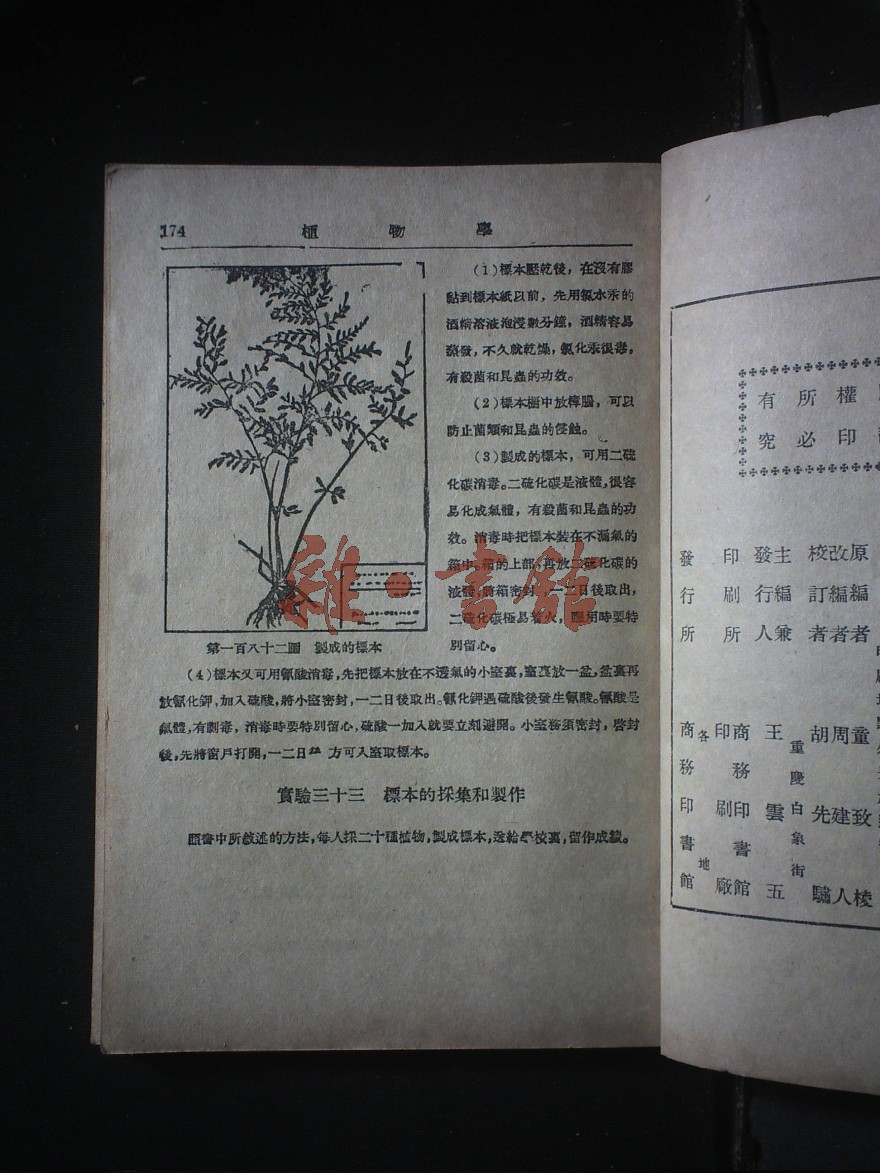 174 植物學
(1)標本壓乾後，在沒有膠
黏到標本紙以前，先用氯水汞的
酒精溶液泡浸數分鐘，酒精容易
蒸發，不久就乾燥，氯化汞很毒，
有殺菌和昆蟲的功效。
(2)標本櫃中放樟腦，可以
防止菌類和昆蟲的侵蝕。
(3)製成的標本，可用二硫
化碳消毒。二硫化碳是液體，很容
易化成氣體，有殺菌和昆蟲的功
效。消毒時把標本裝在不漏氣的
箱中。箱的上部，再放二硫化碳的
液體，將箱密封，一二日後取出，
二硫化碳極易着火，應用時要特
別留心。
第一百八十二圖 製成的標本
(4)標本又可用氰酸消毒，先把標本放在不透氣的小室裏，室裏放一盆，盆裏再
放氰化鉀，加入硫酸，將小室密封，一二日後取出。氰化鉀遇硫酸後發生氰酸。氰酸是
氣體，有劇毒，消毒時要特別留心，硫酸一加入就要立刻避開。小室務須密封，啓封
後，先將窗戶打開，一二日 方可入室取標本。
實驗三十三 標本的採集和製作
照書中所敘述的方法，每人採二十種植物，製成標本，送給學校裏，留作成績。
雜·書館
權所有
印必究
原編者 童致棱
改編者 周建人
校訂者 胡先驌
主編兼發行人 王雲五
重慶白象街
印刷所 商務印書館印刷廠
發行所 各地商務印書館